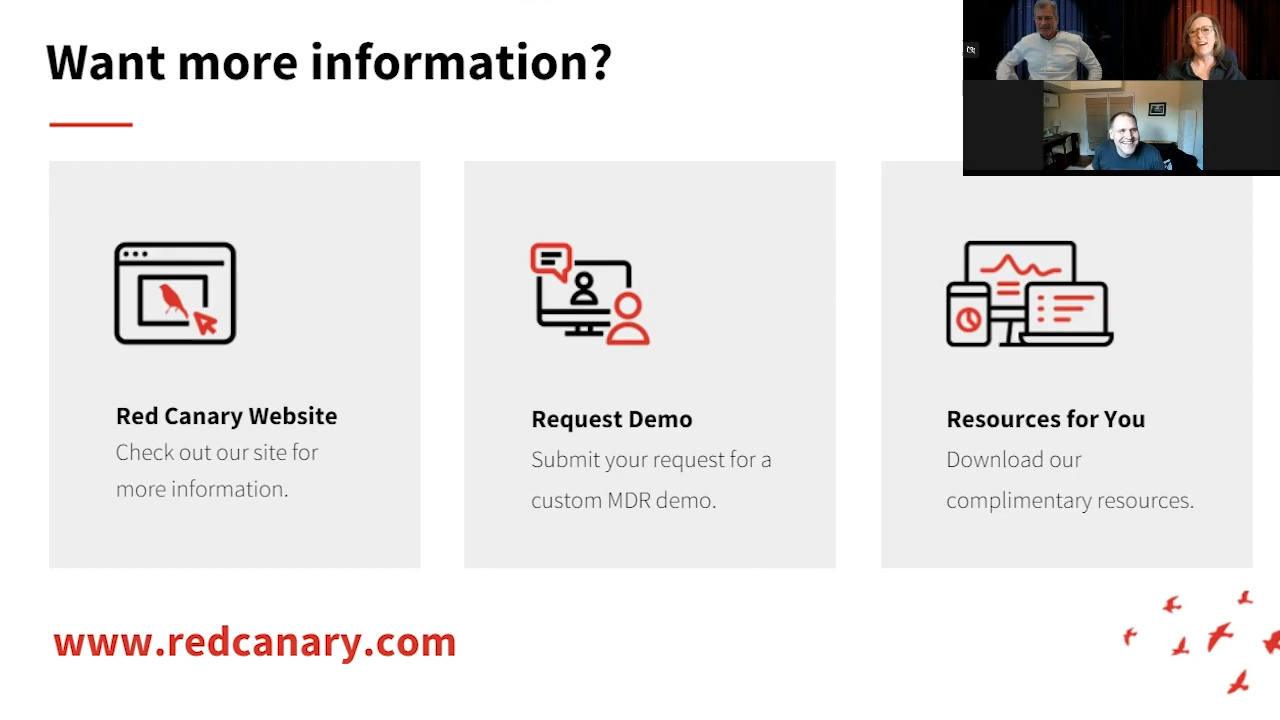 Want more information?
Red Canary Website
Check out our site for
more information.
Request Demo
Submit your request for a
custom MDR demo.
Resources for You
Download our
complimentary resources.
www.redcanary.com